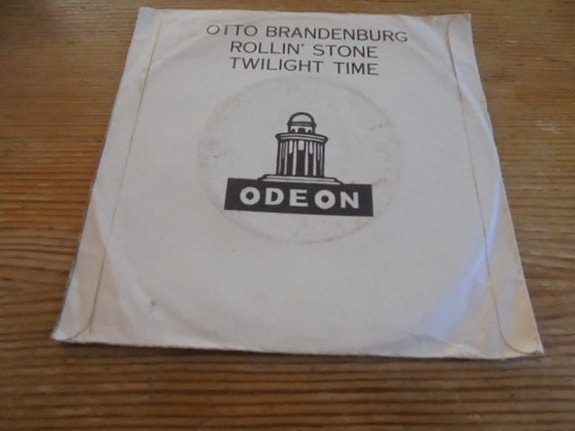 OTTO BRANDENBURG
ROLLIN' STONE
TWILIGHT TIME
ODEON